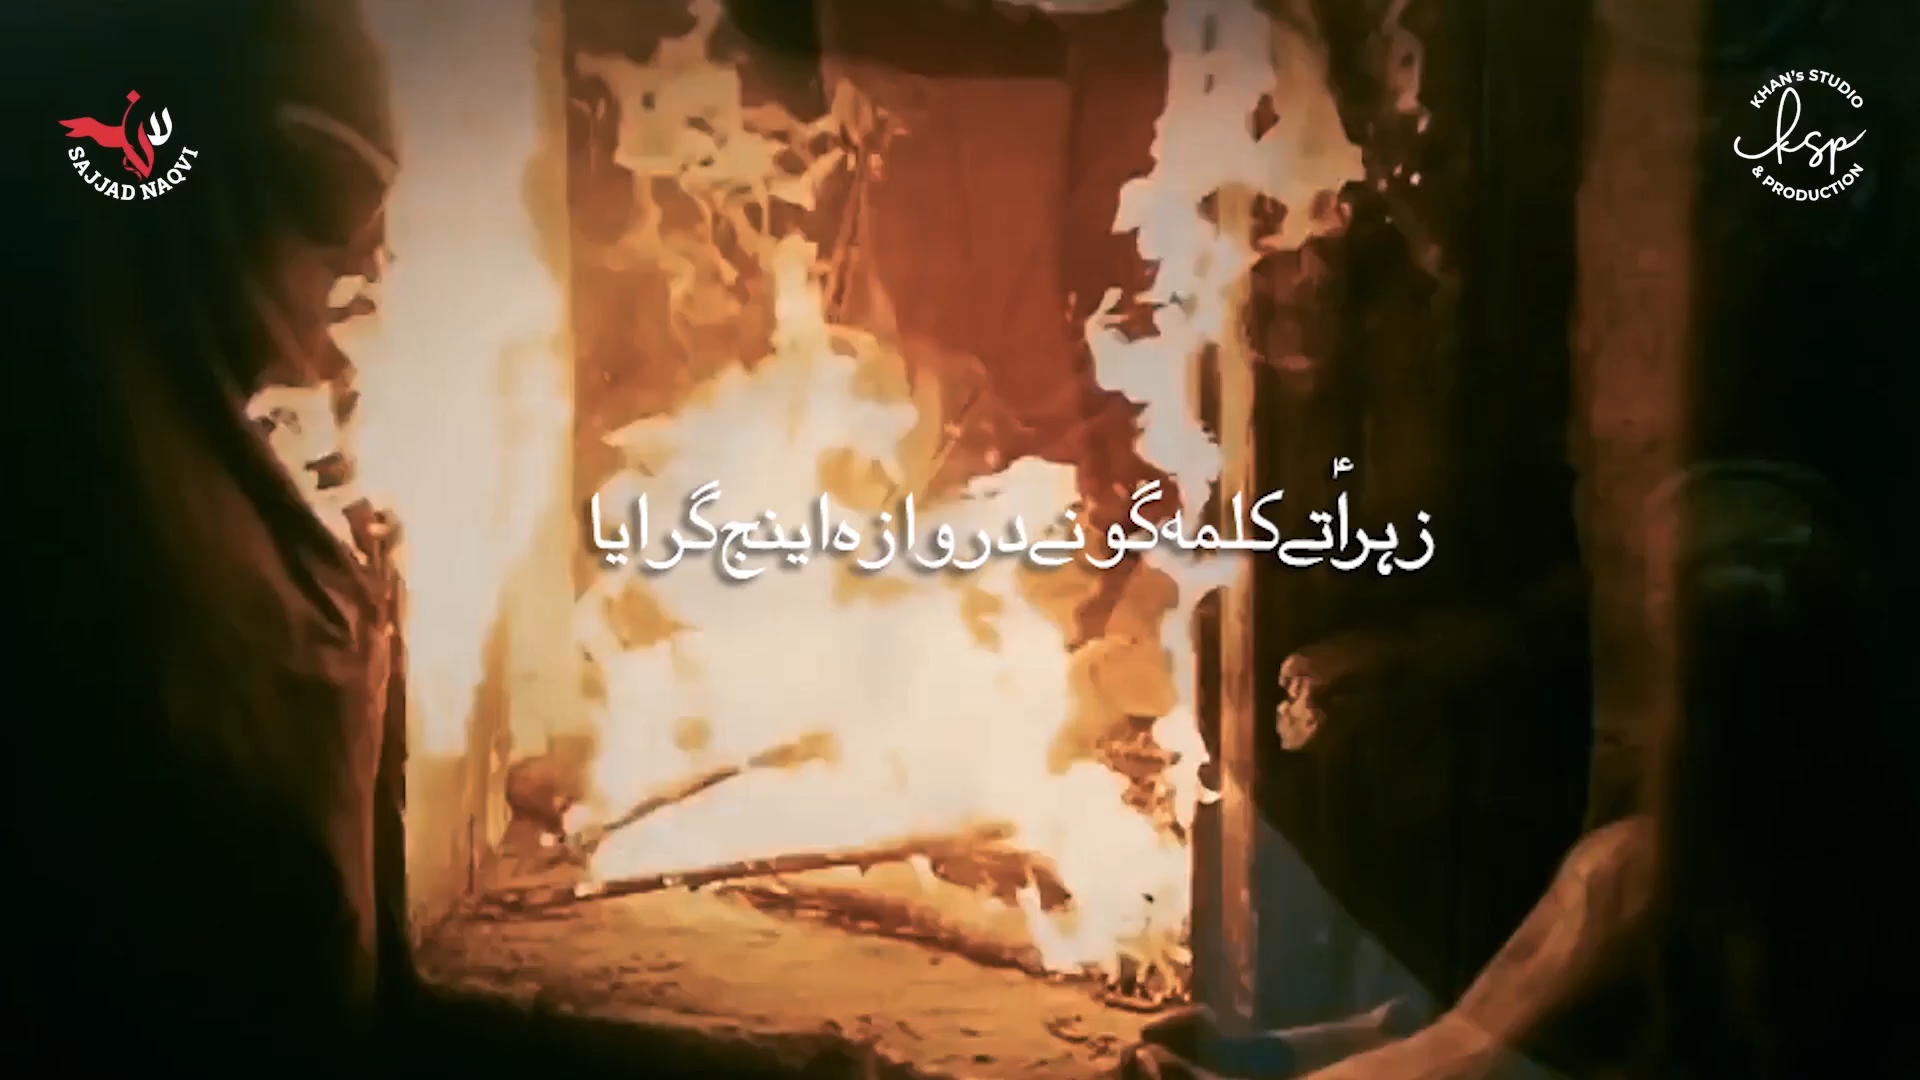 SAJJAD NAQVI
KHAN's STUDIO
ksp
& PRODUCTION
زہراؑ تے کلمہ گو نے دروازہ اینج گرایا